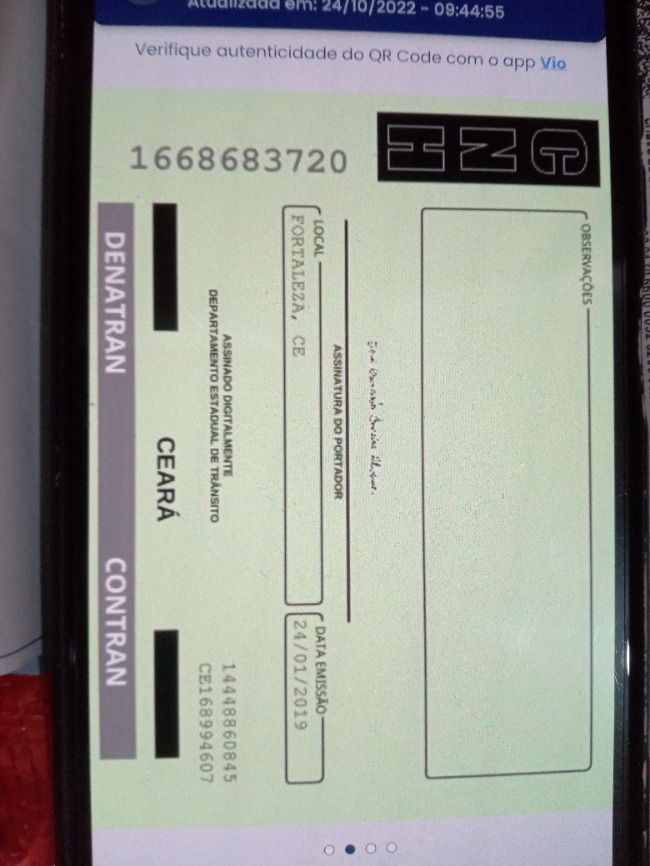 Atualizada em: 24/10/2022 - 09:44:55
Verifique autenticidade do QR Code com o app Vio
CNH
1668683720
OBSERVAÇÕES
ASSINATURA DO PORTADOR
LOCAL
FORTALEZA, CE
DATA EMISSÃO
24/01/2019
ASSINADO DIGITALMENTE
DEPARTAMENTO ESTADUAL DE TRÂNSITO
14448860845
CE168994607
CEARÁ
DENATRAN CONTRAN